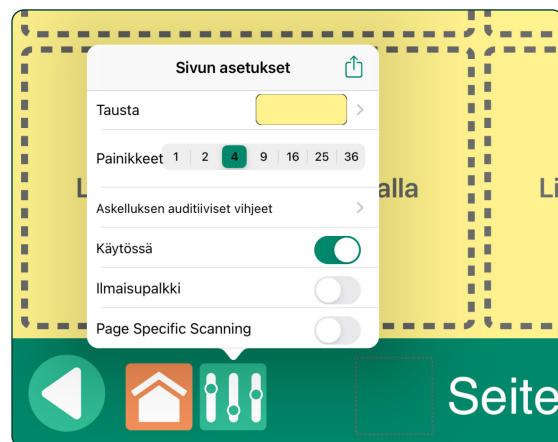 Sivun asetukset
Tausta
Painikkeet 1 2 4 9 16 25 36
alla
Askelluksen auditiiviset vihjeet
Käytössä
Ilmaisupalkki
Page Specific Scanning
Seite